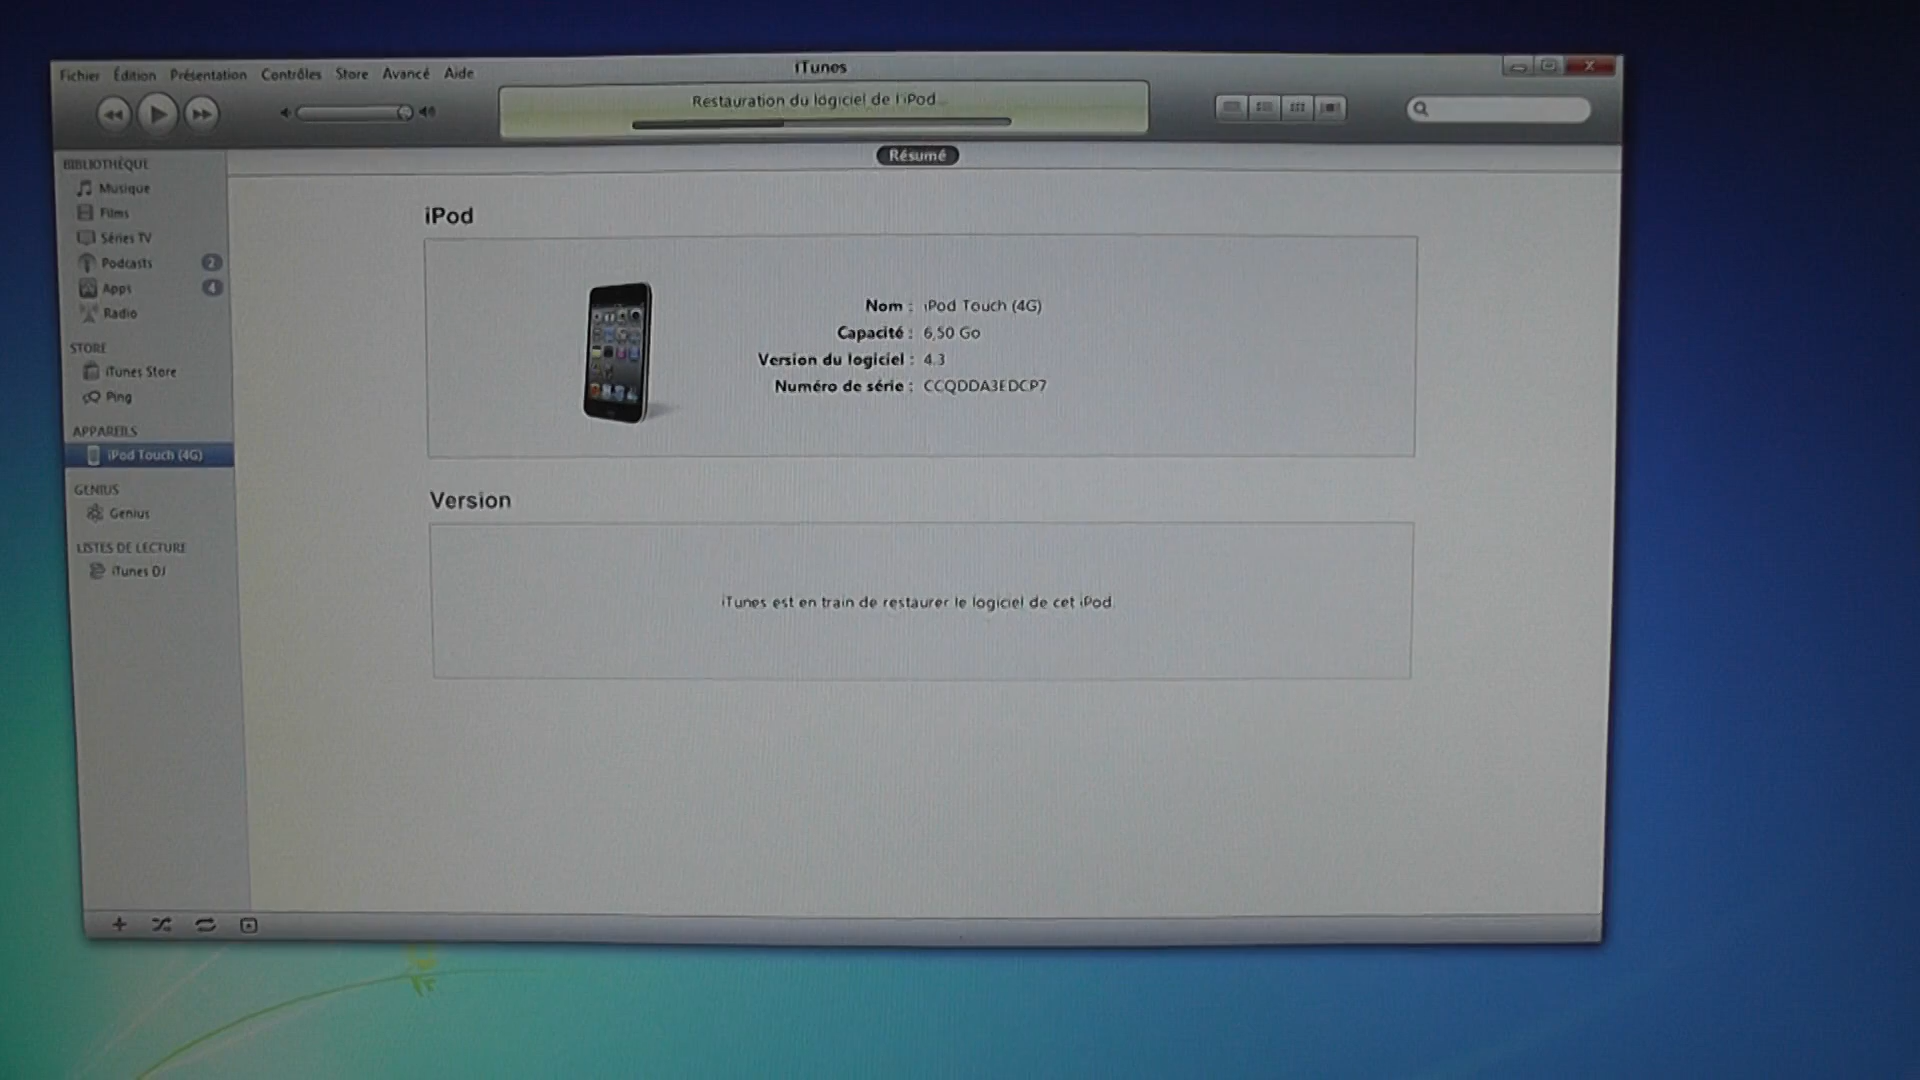 iTunes
Fichier Édition Présentation Contrôles Store Avancé Aide
Restauration du logiciel de l'iPod...
Résumé
BIBLIOTHÈQUE
Musique
Films
Séries TV
Podcasts 2
Apps 4
Radio
STORE
iTunes Store
Ping
APPAREILS
iPod Touch (4G)
GENIUS
Genius
LISTES DE LECTURE
iTunes DJ
iPod
Nom : iPod Touch (4G)
Capacité : 6,50 Go
Version du logiciel : 4.3
Numéro de série : CCQDDA3EDCP7
Version
iTunes est en train de restaurer le logiciel de cet iPod.